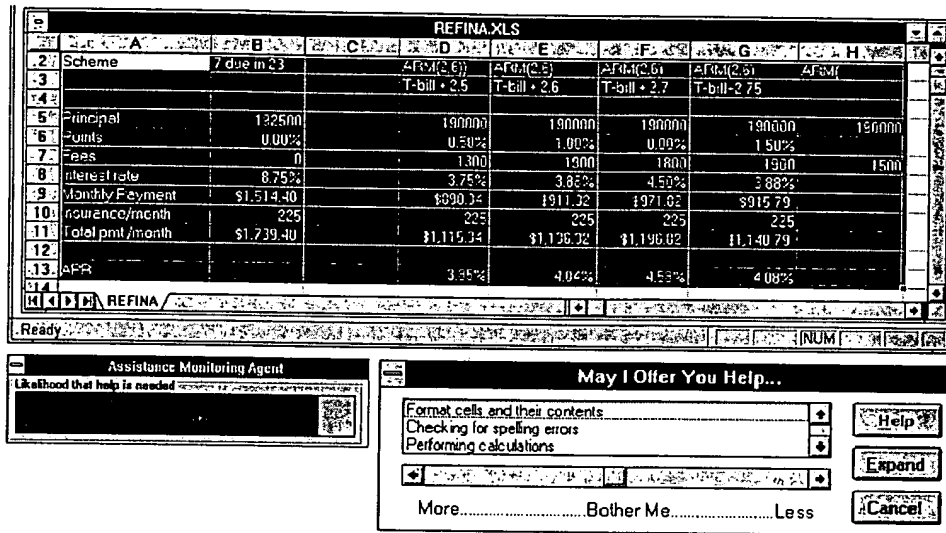 REFINA.XLS
A B C D E F G H
2 Scheme 7 due in 23 ARM(2,6)) ARM(2,6) ARM(2,6) ARM(2,6) ARM(
3 T-bill + 2.5 T-bill + 2.6 T-bill + 2.7 T-bill+2.75
4
5 Principal 132500 190000 190000 190000 190000 190000
6 Points 0.00% 0.50% 1.00% 0.00% 1.50%
7 Fees 0 1300 1900 1800 1900 1500
8 Interest rate 8.75% 3.75% 3.88% 4.50% 3.88%
9 Monthly Payment $1,514.40 $890.34 $911.32 $971.02 $915.79
10 Insurance/month 225 225 225 225 225
11 Total pmt/month $1,739.40 $1,115.34 $1,136.32 $1,196.02 $1,140.79
12
13 APR 3.95% 4.04% 4.08%
14
REFINA
Ready NUM
Assistance Monitoring Agent
Likelihood that help is needed
May I Offer You Help...
Format cells and their contents
Checking for spelling errors
Performing calculations
Help
Expand
Cancel
More..........................Bother Me......................Less